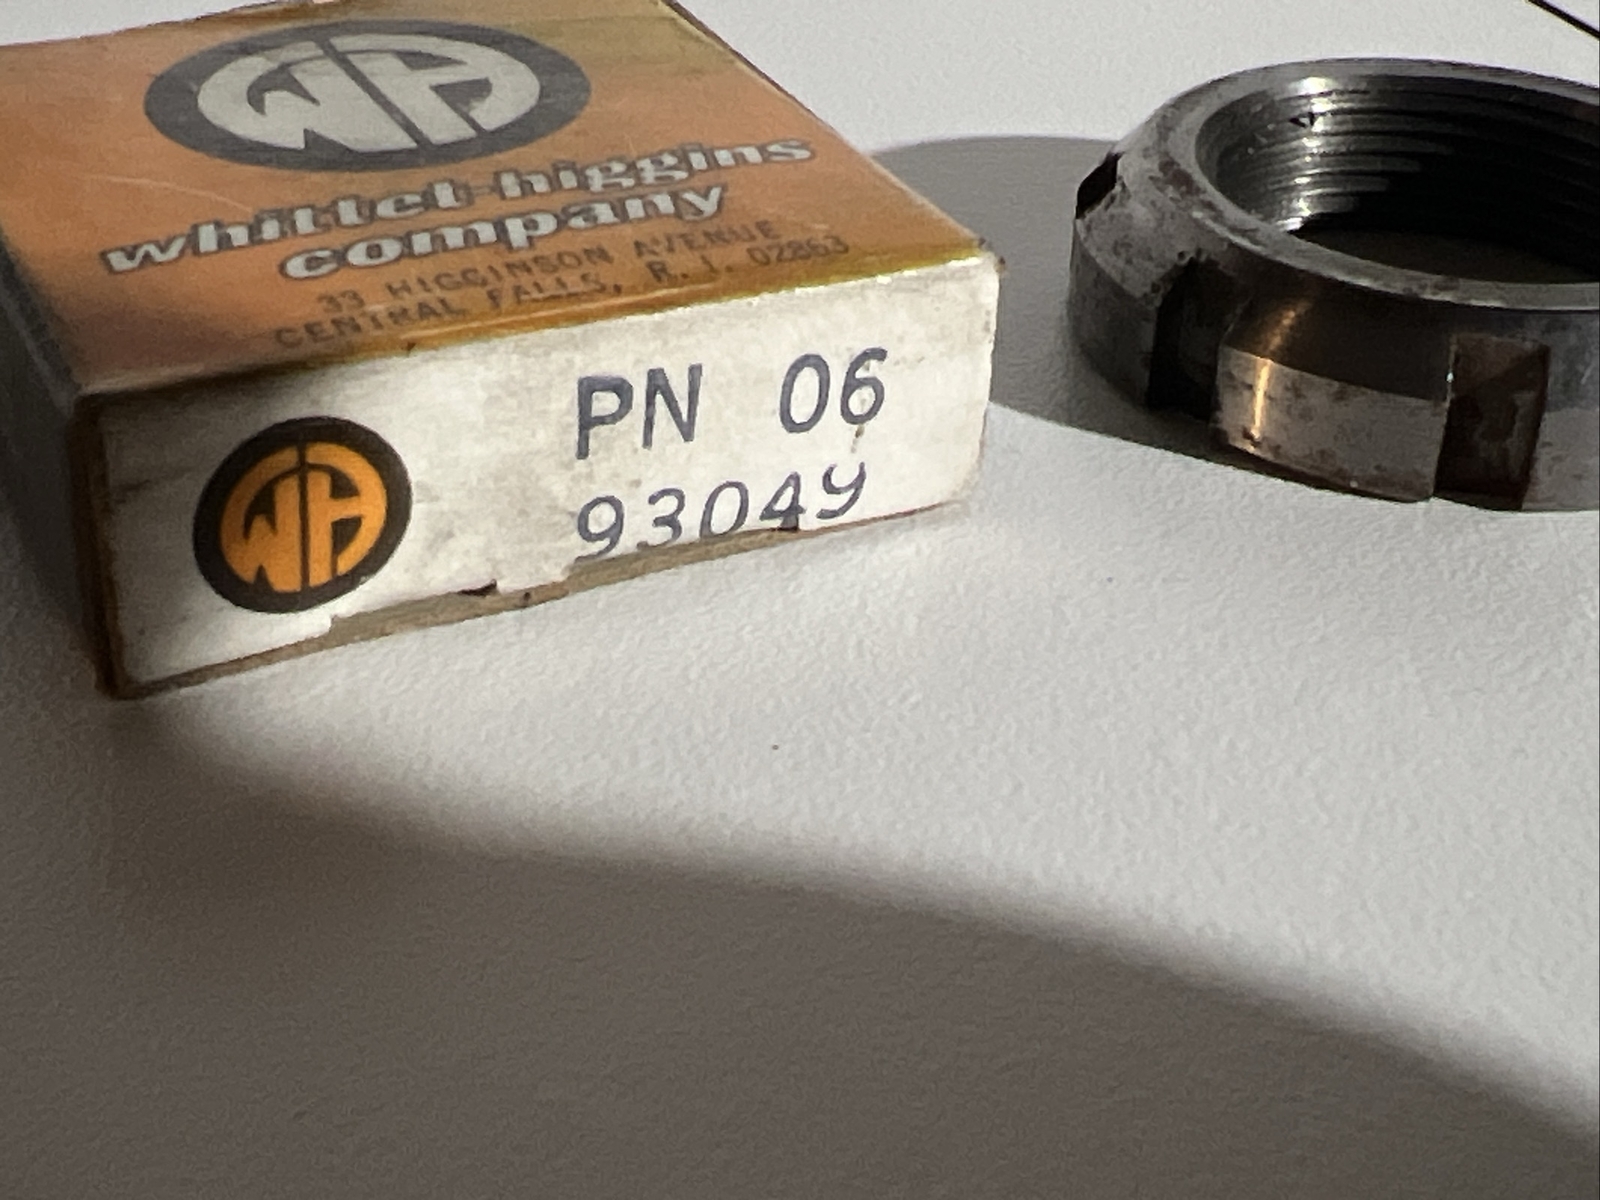 WH
whittet-higgins
company
33 HIGGINSON AVENUE
CENTRAL FALLS, R. I. 02863
PN 06
WH
93049